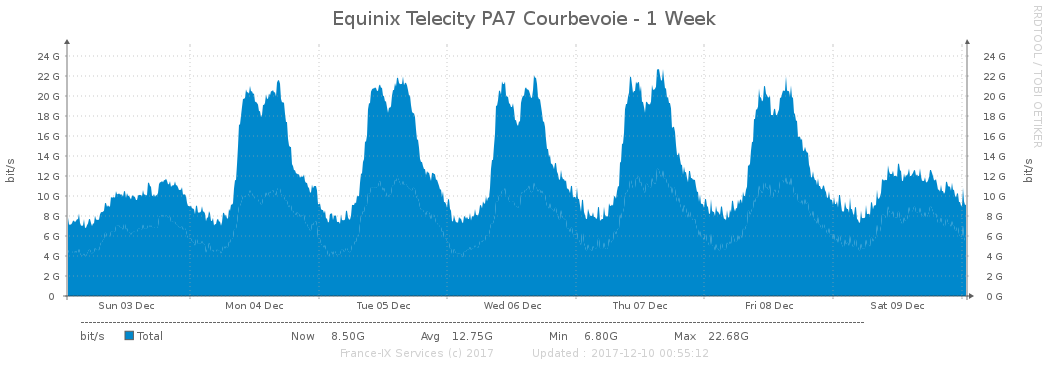 Equinix Telecity PA7 Courbevoie - 1 Week
RRDTOOL / TOBI OETIKER
bit/s
24 G 24 G
22 G 22 G
20 G 20 G
18 G 18 G
16 G 16 G
14 G 14 G
12 G 12 G
10 G 10 G
8 G 8 G
6 G 6 G
4 G 4 G
2 G 2 G
0 0 G
bit/s
Sun 03 Dec Mon 04 Dec Tue 05 Dec Wed 06 Dec Thu 07 Dec Fri 08 Dec Sat 09 Dec
bit/s Total Now 8.50G Avg 12.75G Min 6.80G Max 22.68G
France-IX Services (c) 2017 Updated : 2017-12-10 00:55:12